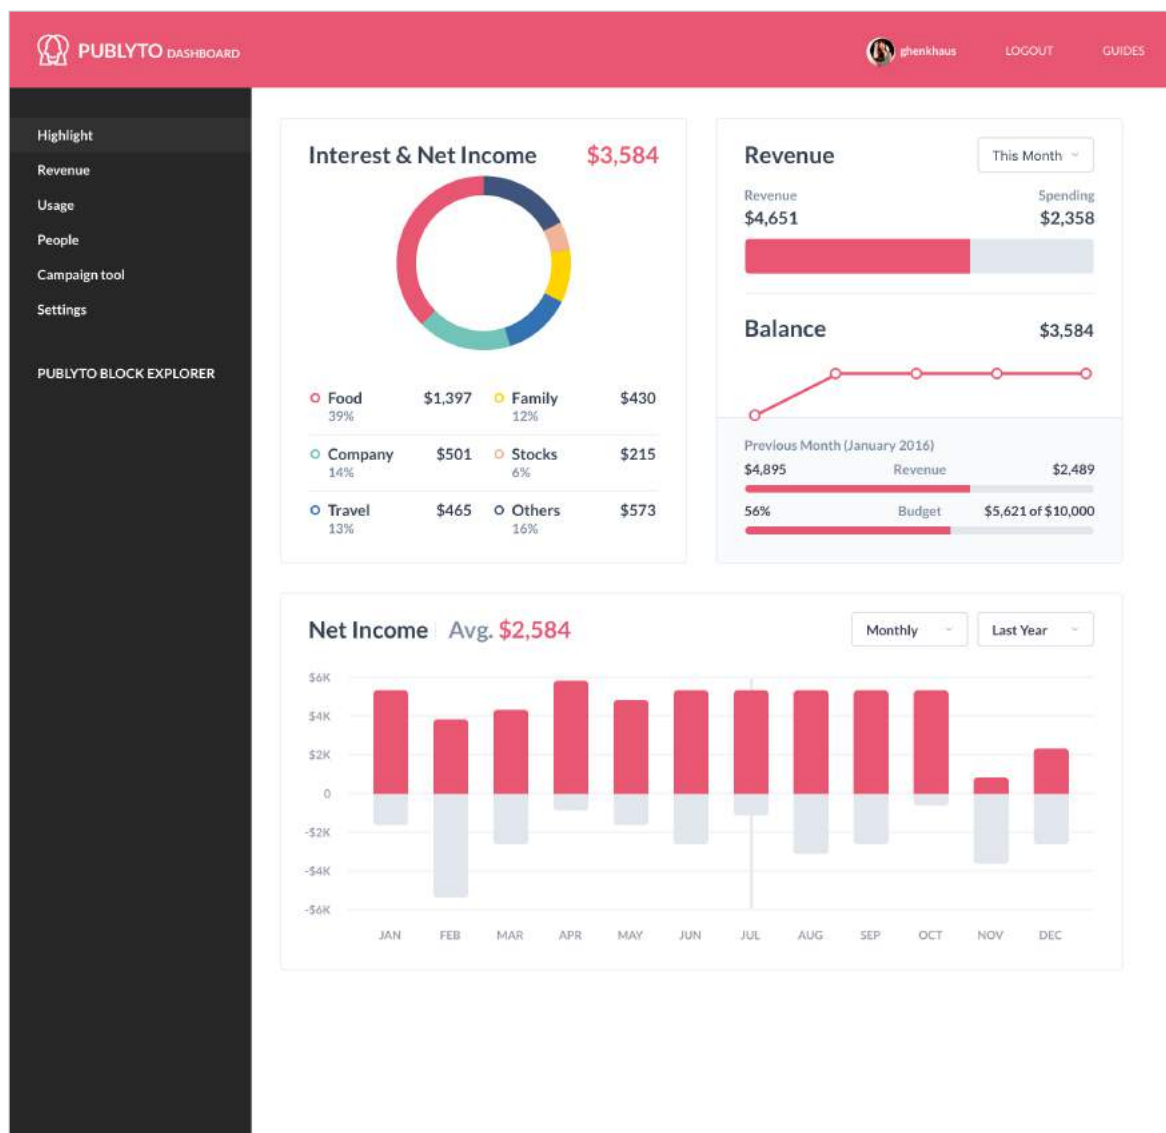 PUBLYTO DASHBOARD
ghenkhaus
LOGOUT
GUIDES
Highlight
Revenue
Usage
People
Campaign tool
Settings
PUBLYTO BLOCK EXPLORER
Interest & Net Income $3,584
Food $1,397
39%
Family $430
12%
Company $501
14%
Stocks $215
6%
Travel $465
13%
Others $573
16%
Revenue This Month
Revenue Spending
$4,651 $2,358
Balance $3,584
Previous Month (January 2016)
$4,895 Revenue $2,489
56% Budget $5,621 of $10,000
Net Income Avg. $2,584
Monthly Last Year
$6K
$4K
$2K
0
-$2K
-$4K
-$6K
JAN FEB MAR APR MAY JUN JUL AUG SEP OCT NOV DEC